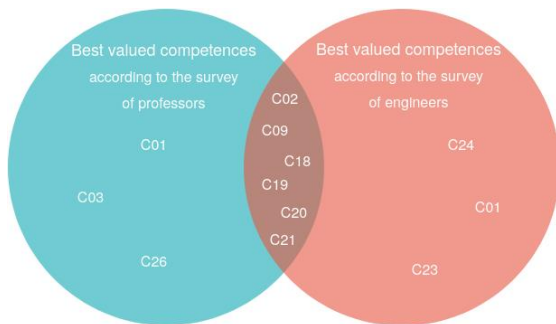 Best valued competences
according to the survey
of professors
C01
C03
C26
C02
C09
C18
C19
C20
C21
Best valued competences
according to the survey
of engineers
C24
C01
C23